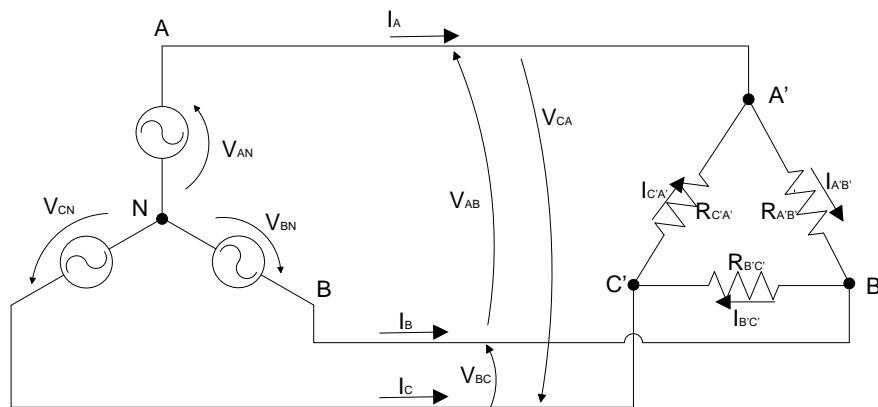 A
I_A
A'
V_AN
V_CA
I_C'A'
I_A'B'
V_CN
N
V_BN
V_AB
R_C'A'
R_A'B'
R_B'C'
C'
B
B
I_B'C'
I_B
V_BC
I_C